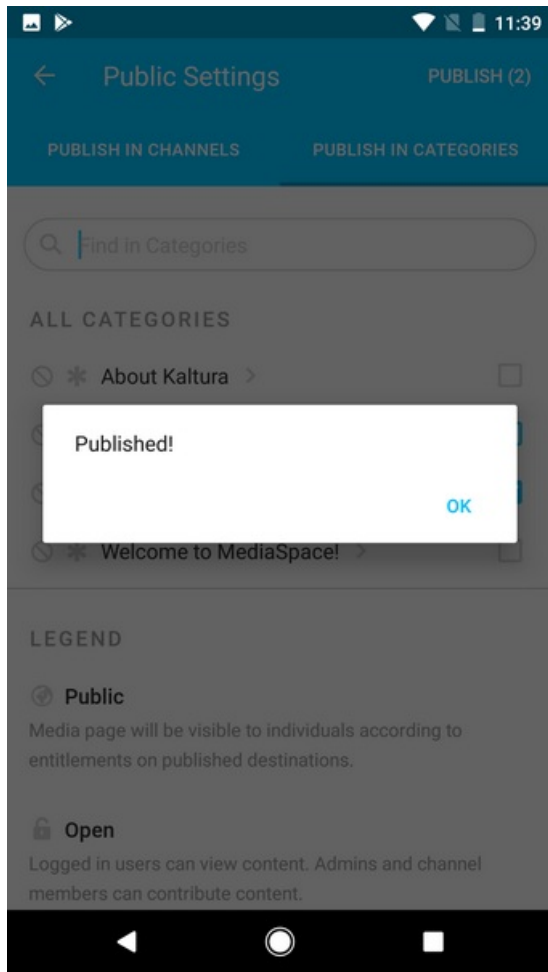 11:39
Public Settings
PUBLISH (2)
PUBLISH IN CHANNELS
PUBLISH IN CATEGORIES
Find in Categories
ALL CATEGORIES
About Kaltura
Published!
OK
Welcome to MediaSpace!
LEGEND
Public
Media page will be visible to individuals according to
entitlements on published destinations.
Open
Logged in users can view content. Admins and channel
members can contribute content.